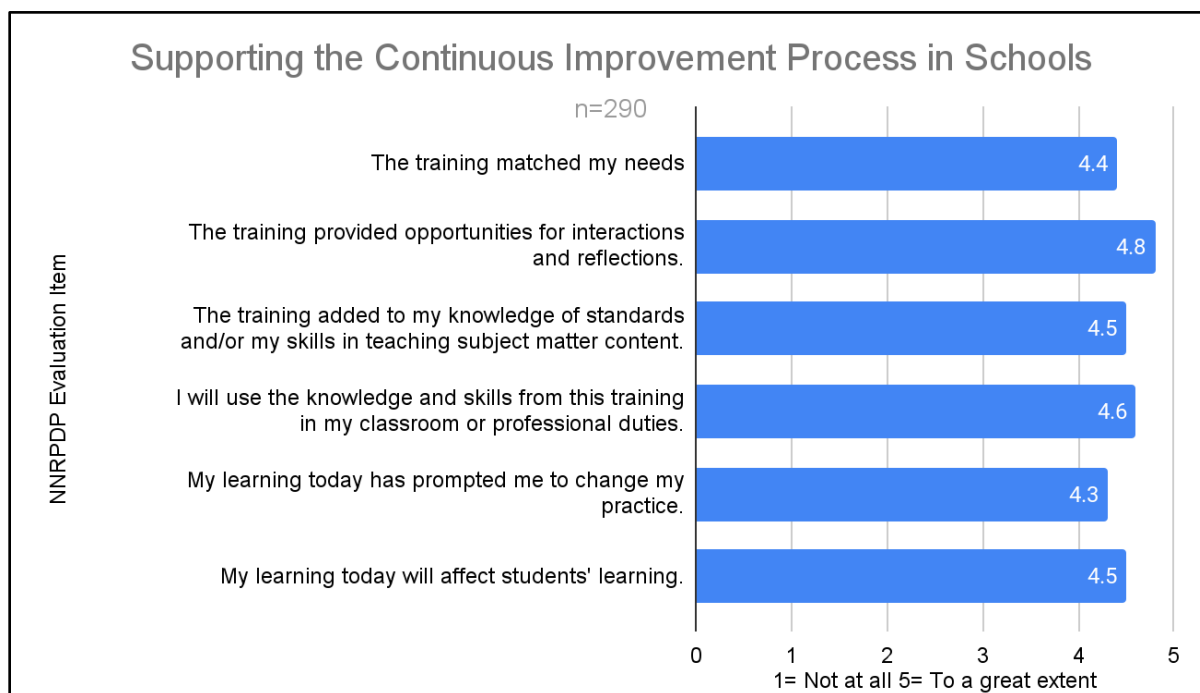 Supporting the Continuous Improvement Process in Schools
n=290
NNRPDP Evaluation Item
The training matched my needs
4.4
The training provided opportunities for interactions
and reflections.
4.8
The training added to my knowledge of standards
and/or my skills in teaching subject matter content.
4.5
I will use the knowledge and skills from this training
in my classroom or professional duties.
4.6
My learning today has prompted me to change my
practice.
4.3
My learning today will affect students' learning.
4.5
0 1 2 3 4 5
1= Not at all 5= To a great extent